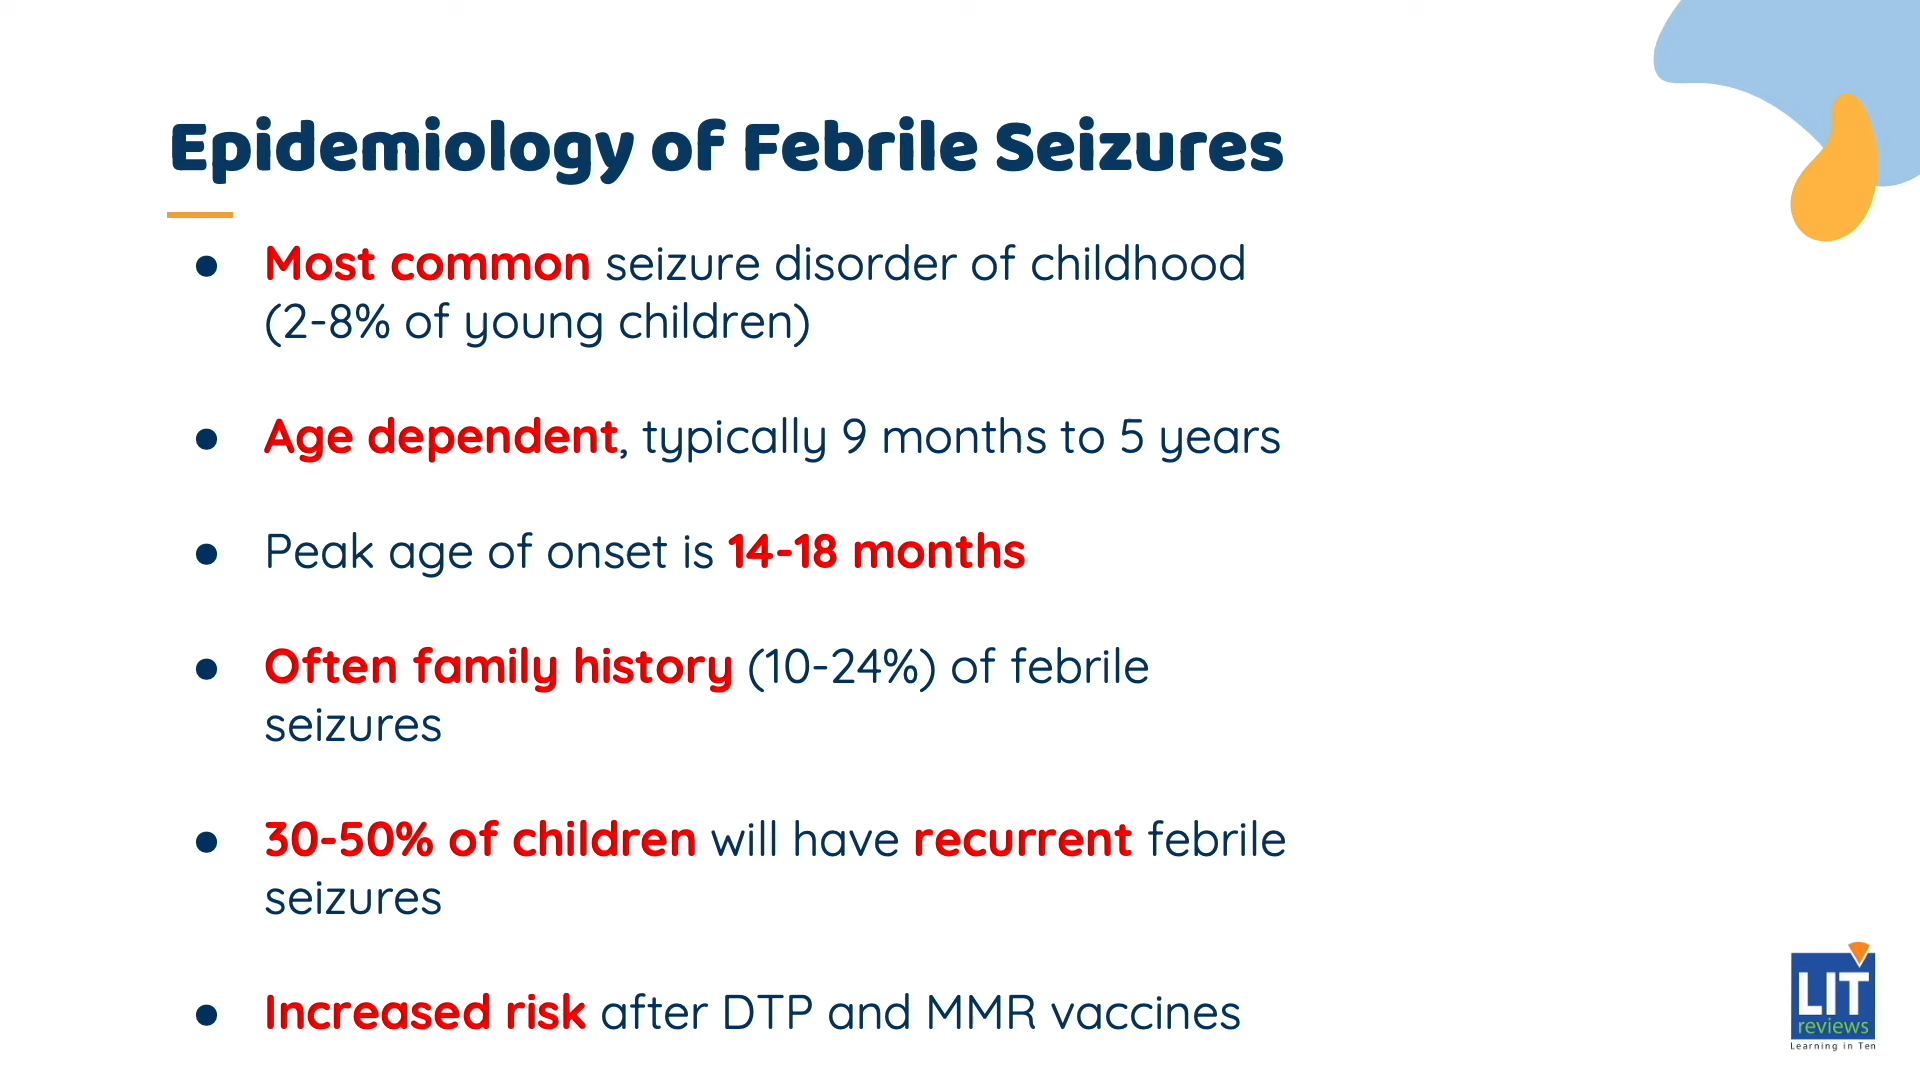 Epidemiology of Febrile Seizures
● Most common seizure disorder of childhood
(2-8% of young children)
● Age dependent, typically 9 months to 5 years
● Peak age of onset is 14-18 months
● Often family history (10-24%) of febrile
seizures
● 30-50% of children will have recurrent febrile
seizures
● Increased risk after DTP and MMR vaccines
LIT
reviews
Learning in Ten